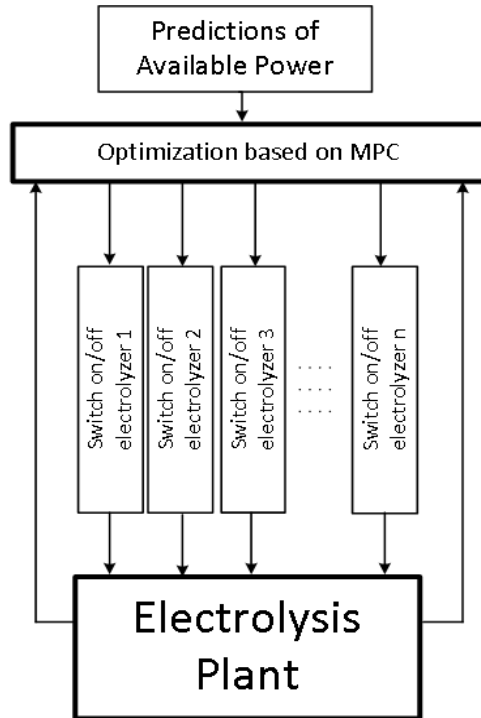 Predictions of
Available Power
Optimization based on MPC
Switch on/off
electrolyzer 1
Switch on/off
electrolyzer 2
Switch on/off
electrolyzer 3
Switch on/off
electrolyzer n
Electrolysis
Plant